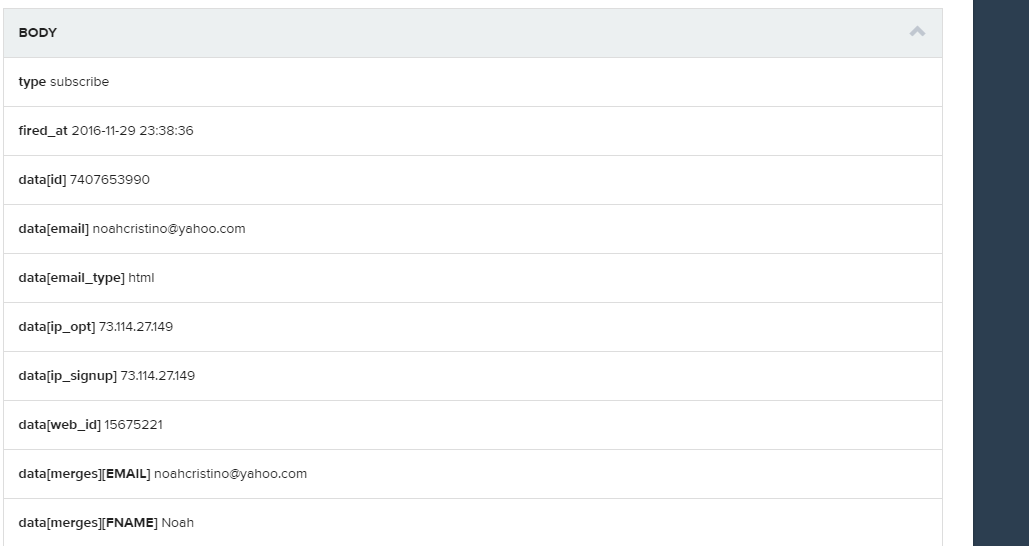 BODY
type subscribe
fired_at 2016-11-29 23:38:36
data[id] 7407653990
data[email] noahcristino@yahoo.com
data[email_type] html
data[ip_opt] 73.114.27.149
data[ip_signup] 73.114.27.149
data[web_id] 15675221
data[merges][EMAIL] noahcristino@yahoo.com
data[merges][FNAME] Noah